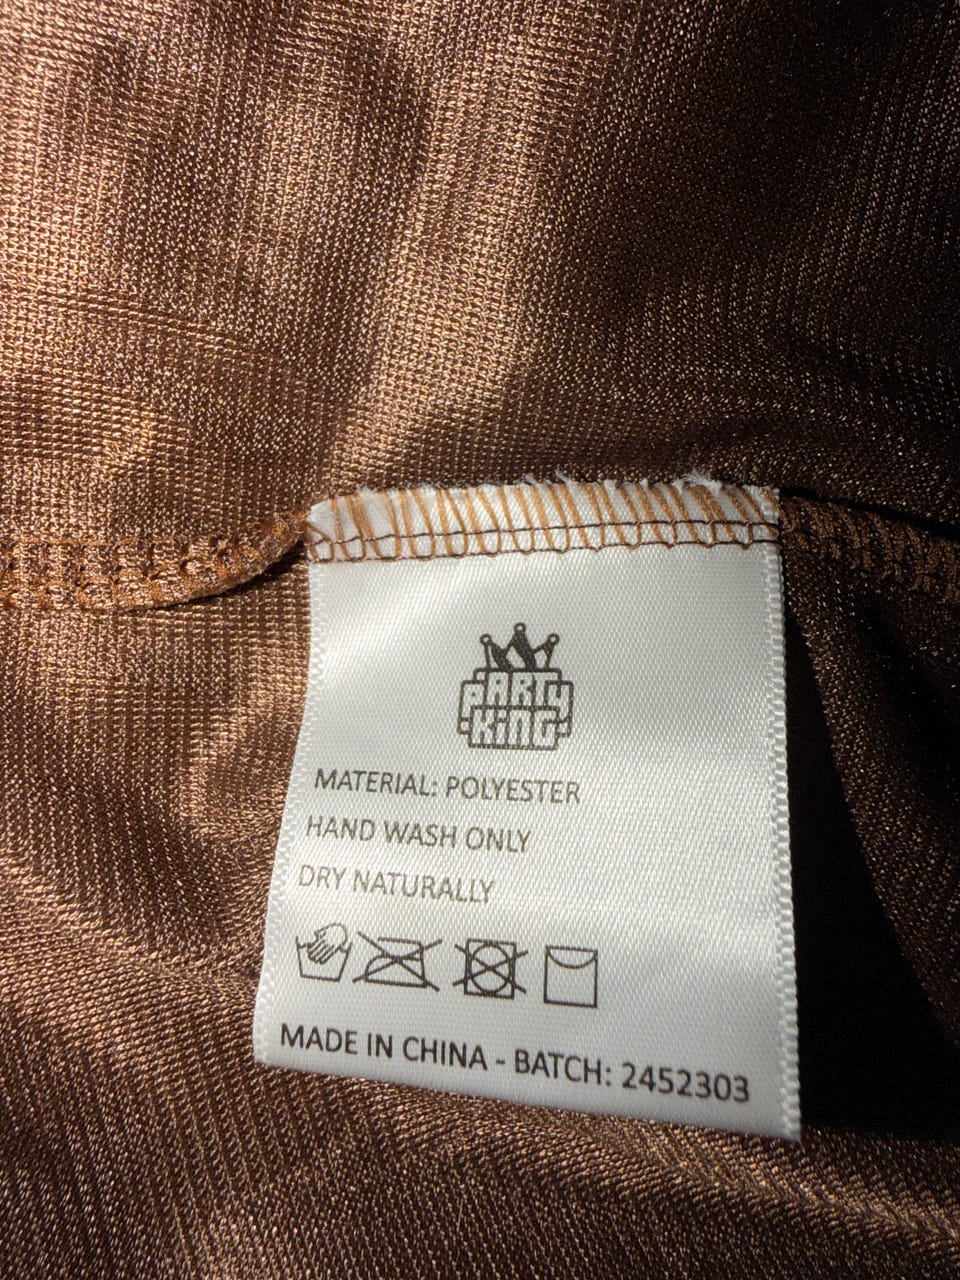 PARTY
KiNG
MATERIAL: POLYESTER
HAND WASH ONLY
DRY NATURALLY
MADE IN CHINA - BATCH: 2452303